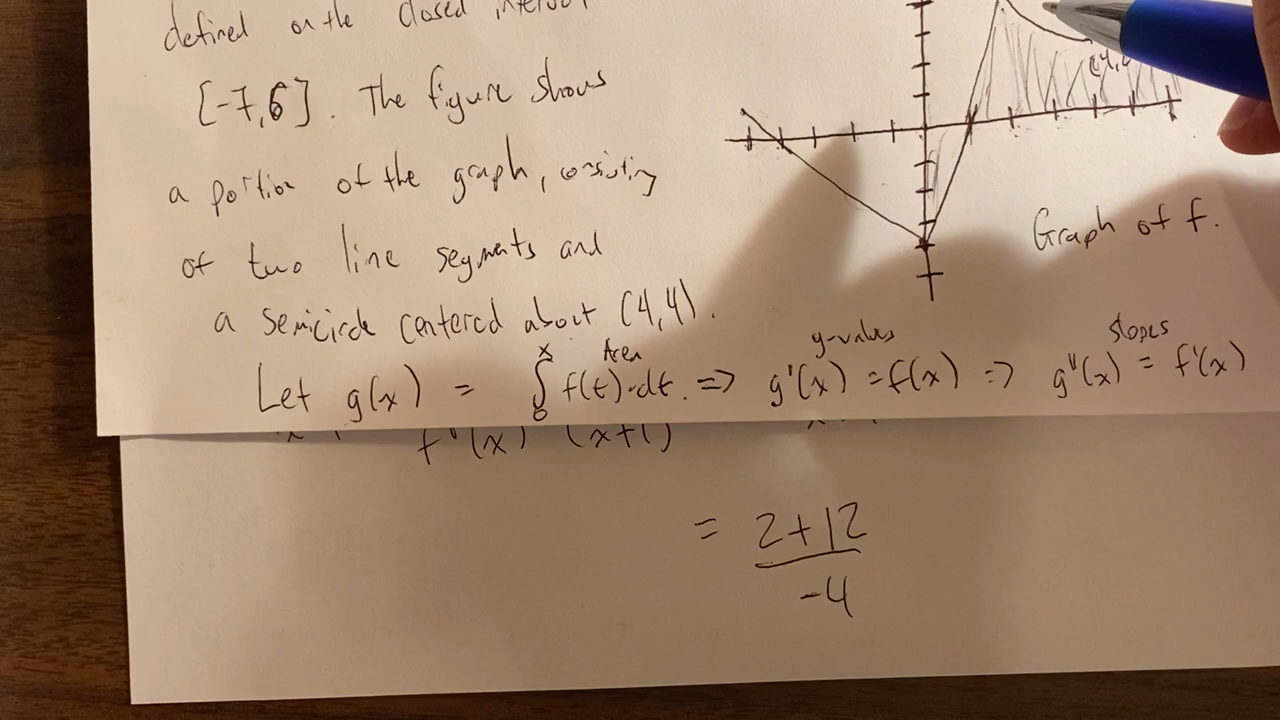 defined on the closed interval
[-7,6]. The figure shows
a portion of the graph, consisting
of two line segments and
a semicircle centered about (4,4).
Graph of f.
Area
y-values
slopes
Let g(x) = ∫₀ˣ f(t)·dt. => g'(x) = f(x) => g''(x) = f'(x)
f'(x) (x+1)
= 2+12
-4